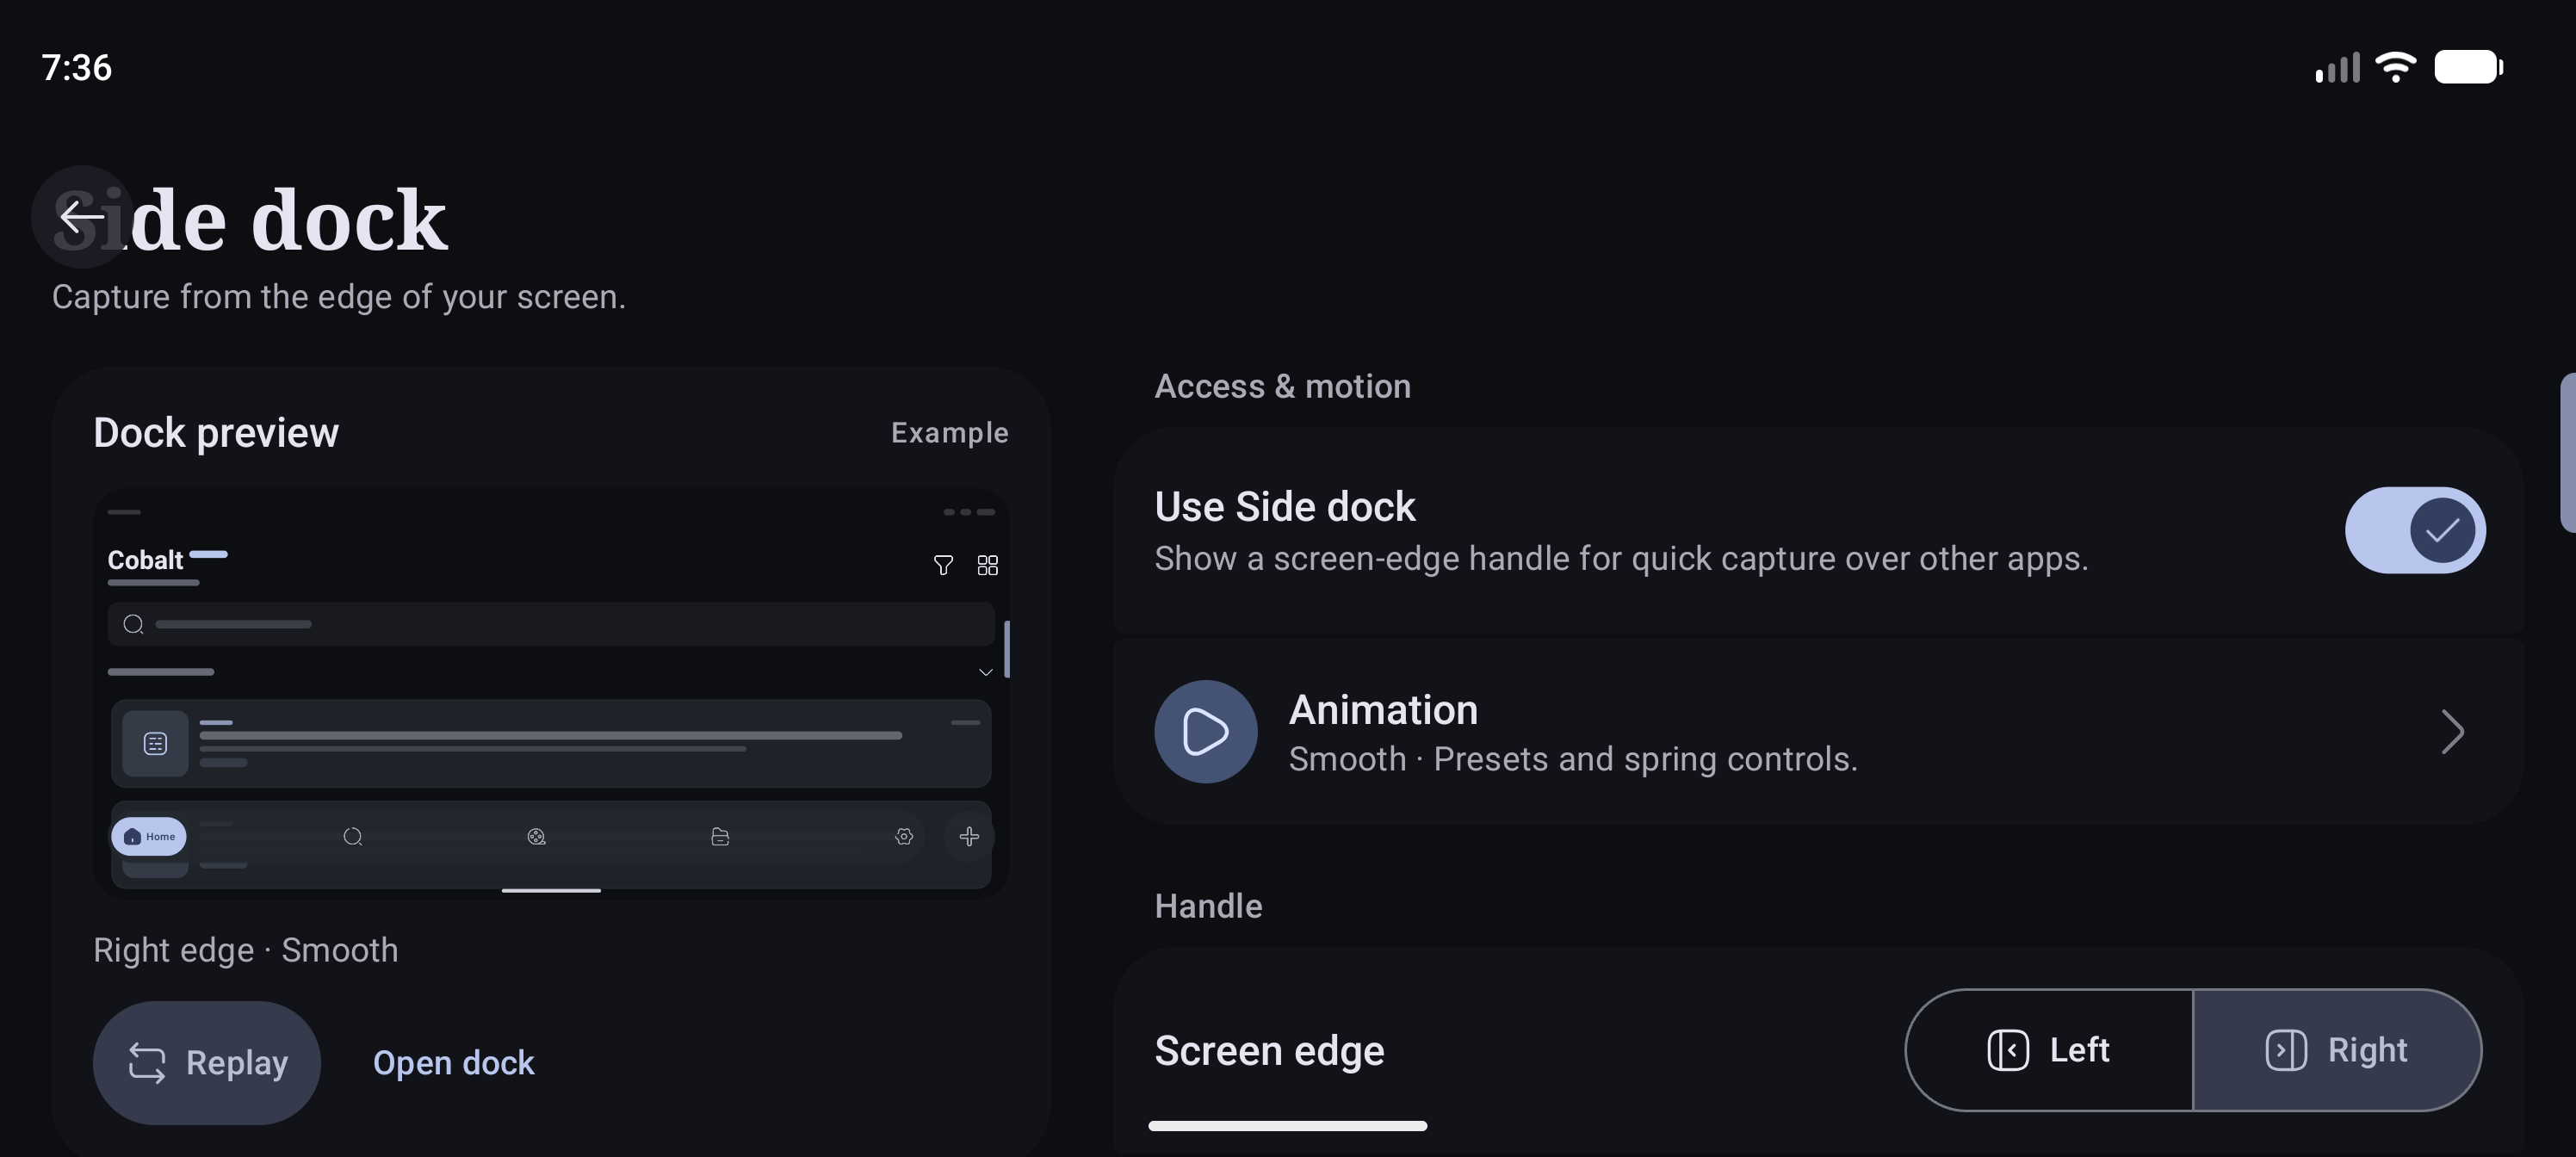 7:36
Side dock
Capture from the edge of your screen.
Dock preview
Example
Cobalt
Home
Right edge · Smooth
Replay
Open dock
Access & motion
Use Side dock
Show a screen-edge handle for quick capture over other apps.
Animation
Smooth · Presets and spring controls.
Handle
Screen edge
Left
Right